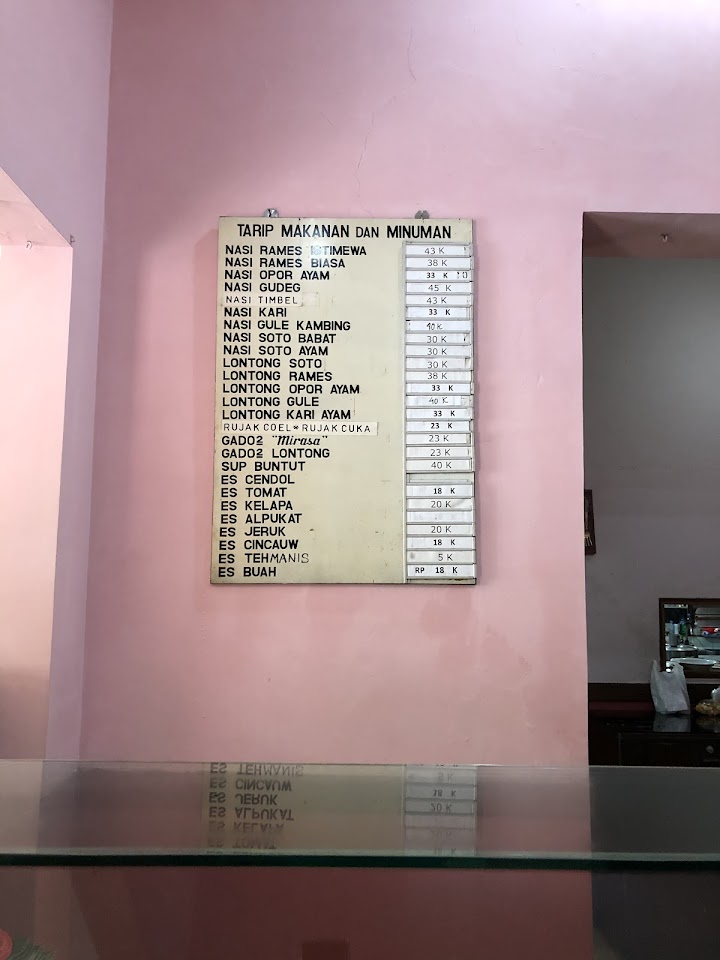 TARIP MAKANAN DAN MINUMAN
NASI RAMES ISTIMEWA 43 K
NASI RAMES BIASA 38 K
NASI OPOR AYAM 33 K
NASI GUDEG 45 K
NASI TIMBEL 43 K
NASI KARI 33 K
NASI GULE KAMBING 40 K
NASI SOTO BABAT 30 K
NASI SOTO AYAM 30 K
LONTONG SOTO 30 K
LONTONG RAMES 38 K
LONTONG OPOR AYAM 33 K
LONTONG GULE 40 K
LONTONG KARI AYAM 33 K
RUJAK COEL * RUJAK CUKA 23 K
GADO2 "Mirasa" 23 K
GADO2 LONTONG 23 K
SUP BUNTUT 40 K
ES CENDOL
ES TOMAT 18 K
ES KELAPA 20 K
ES ALPUKAT
ES JERUK 20 K
ES CINCAUW 18 K
ES TEHMANIS 5 K
ES BUAH RP 18 K